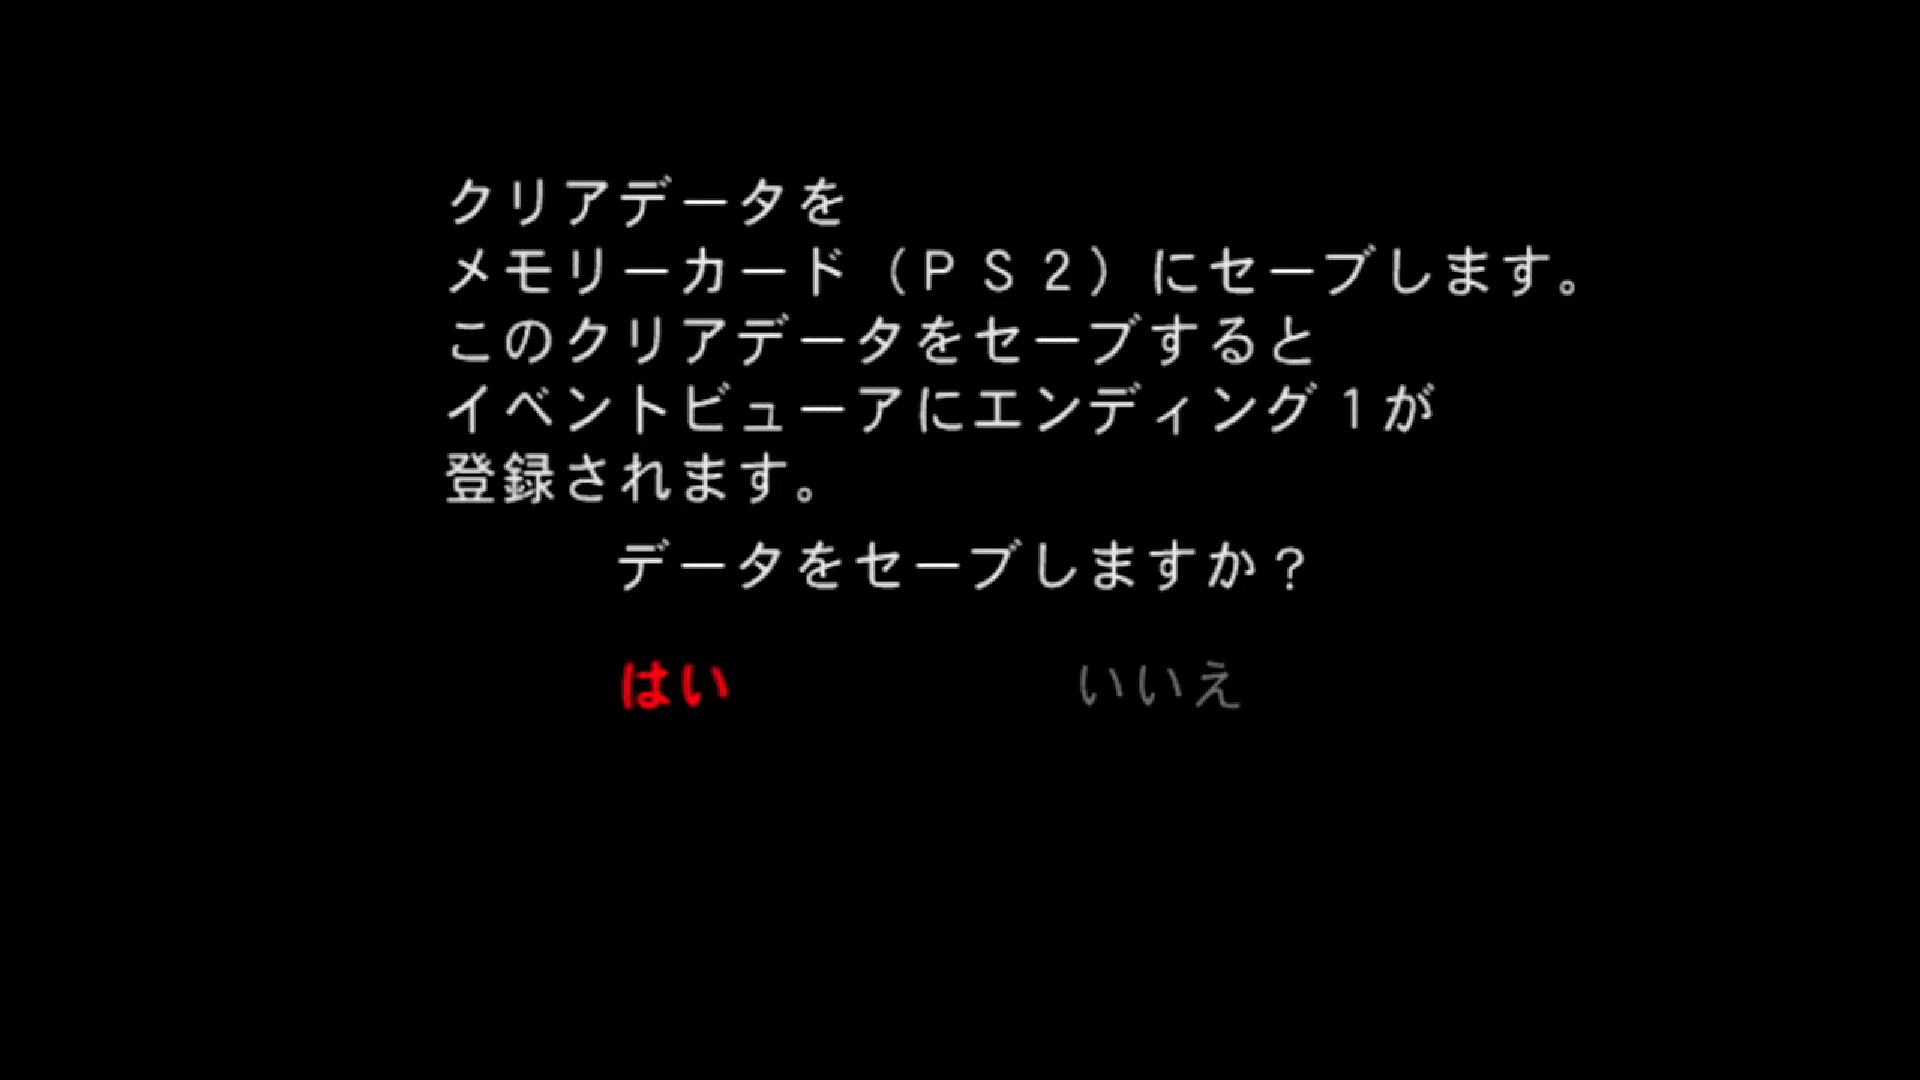 クリアデータを
メモリーカード（ＰＳ２）にセーブします。
このクリアデータをセーブすると
イベントビューアにエンディング１が
登録されます。
データをセーブしますか？
はい　いいえ